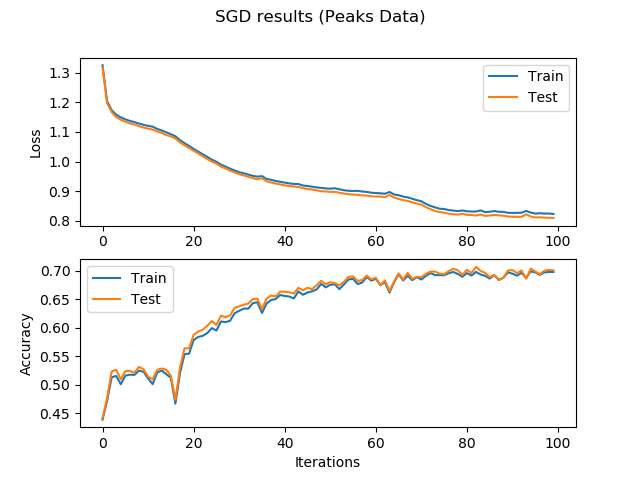 SGD results (Peaks Data)
Loss
1.3
1.2
1.1
1.0
0.9
0.8
Train
Test
0 20 40 60 80 100
Accuracy
0.70
0.65
0.60
0.55
0.50
0.45
Train
Test
0 20 40 60 80 100
Iterations